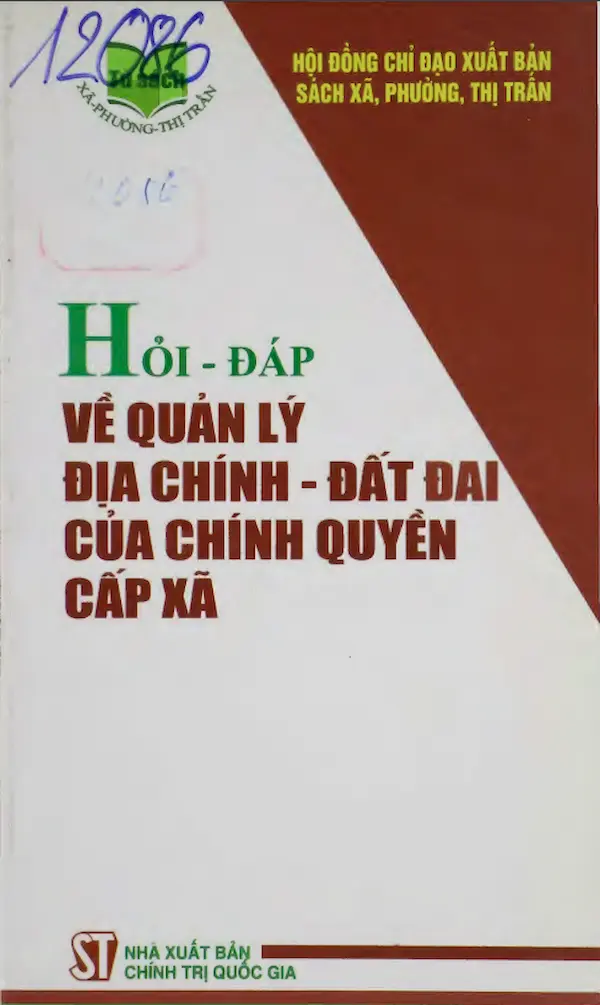 12086
Tủ sách
XÃ-PHƯỜNG-THỊ TRẤN
HỘI ĐỒNG CHỈ ĐẠO XUẤT BẢN
SÁCH XÃ, PHƯỜNG, THỊ TRẤN
HỎI - ĐÁP
VỀ QUẢN LÝ
ĐỊA CHÍNH - ĐẤT ĐAI
CỦA CHÍNH QUYỀN
CẤP XÃ
ST
NHÀ XUẤT BẢN
CHÍNH TRỊ QUỐC GIA